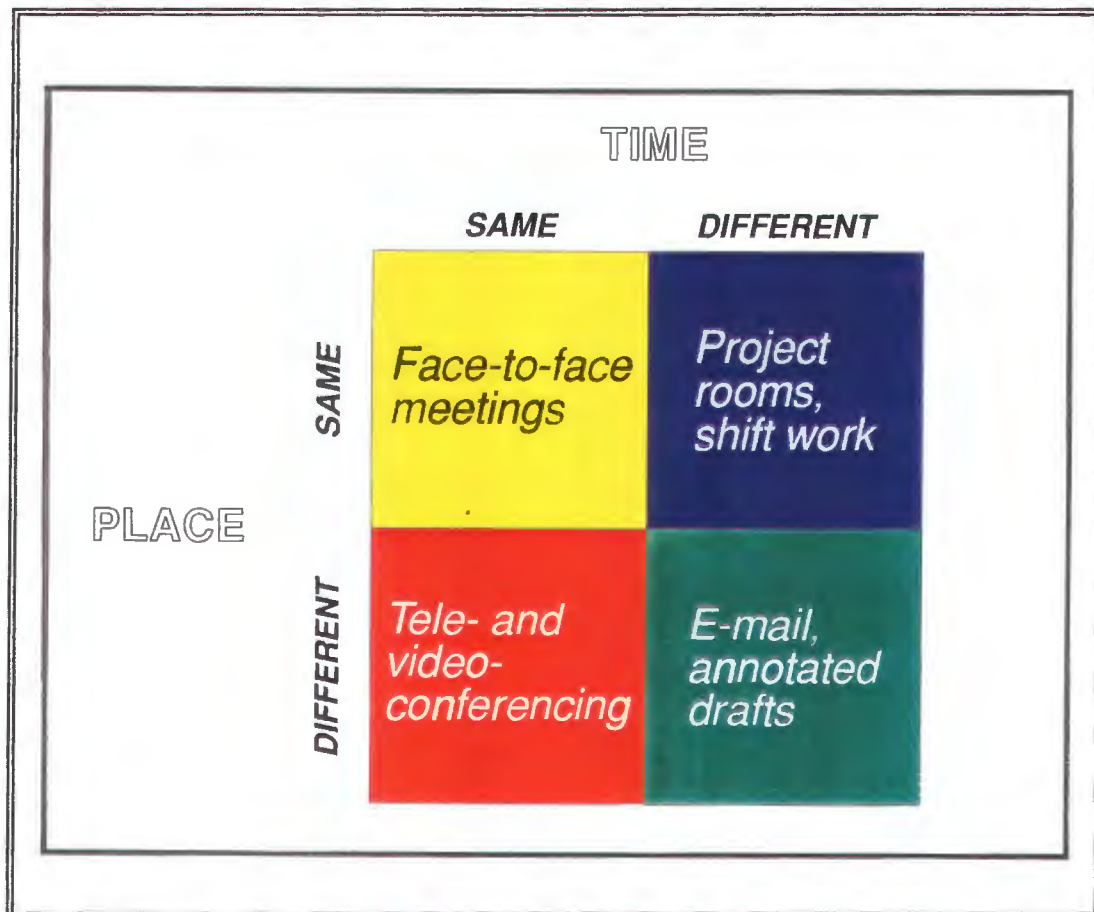 TIME
SAME DIFFERENT
SAME
Face-to-face
meetings
Project
rooms,
shift work
PLACE
DIFFERENT
Tele- and
video-
conferencing
E-mail,
annotated
drafts